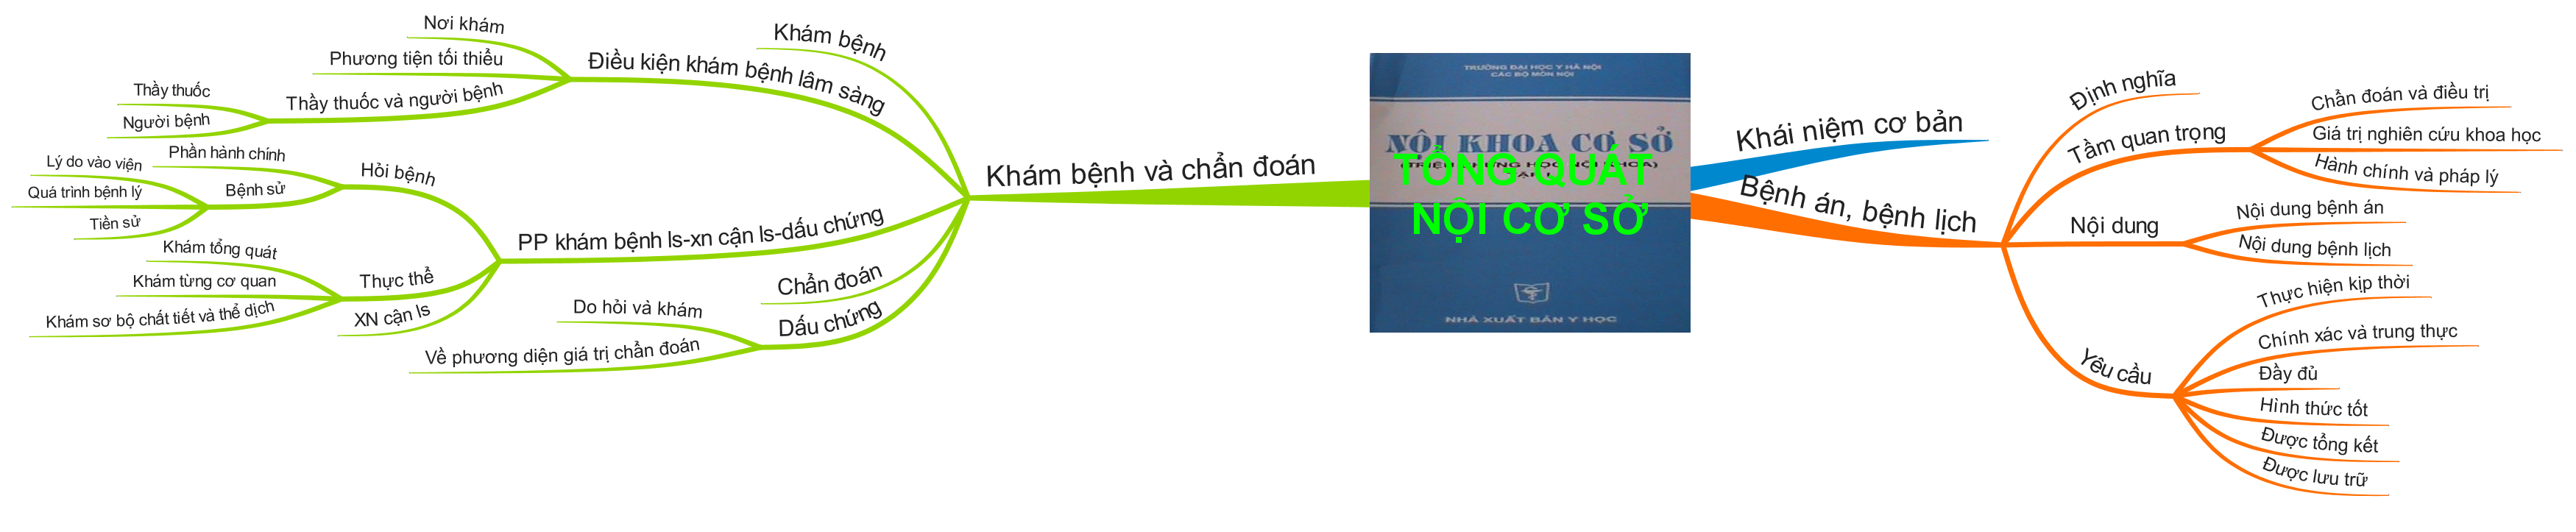 TRƯỜNG ĐẠI HỌC Y HÀ NỘI
CÁC BỘ MÔN NỘI
NỘI KHOA CƠ SỞ
(TRIỆU CHỨNG HỌC NỘI KHOA)
TỔNG QUÁT
NỘI CƠ SỞ
NHÀ XUẤT BẢN Y HỌC
Khái niệm cơ bản
Bệnh án, bệnh lịch
Định nghĩa
Tầm quan trọng
Chẩn đoán và điều trị
Giá trị nghiên cứu khoa học
Hành chính và pháp lý
Nội dung
Nội dung bệnh án
Nội dung bệnh lịch
Yêu cầu
Thực hiện kịp thời
Chính xác và trung thực
Đầy đủ
Hình thức tốt
Được tổng kết
Được lưu trữ
Khám bệnh và chẩn đoán
Khám bệnh
Điều kiện khám bệnh lâm sàng
Nơi khám
Phương tiện tối thiểu
Thầy thuốc và người bệnh
Thầy thuốc
Người bệnh
PP khám bệnh ls-xn cận ls-dấu chứng
Hỏi bệnh
Phần hành chính
Bệnh sử
Lý do vào viện
Quá trình bệnh lý
Tiền sử
Thực thể
Khám tổng quát
Khám từng cơ quan
Khám sơ bộ chất tiết và thể dịch
XN cận ls
Chẩn đoán
Dấu chứng
Do hỏi và khám
Về phương diện giá trị chẩn đoán